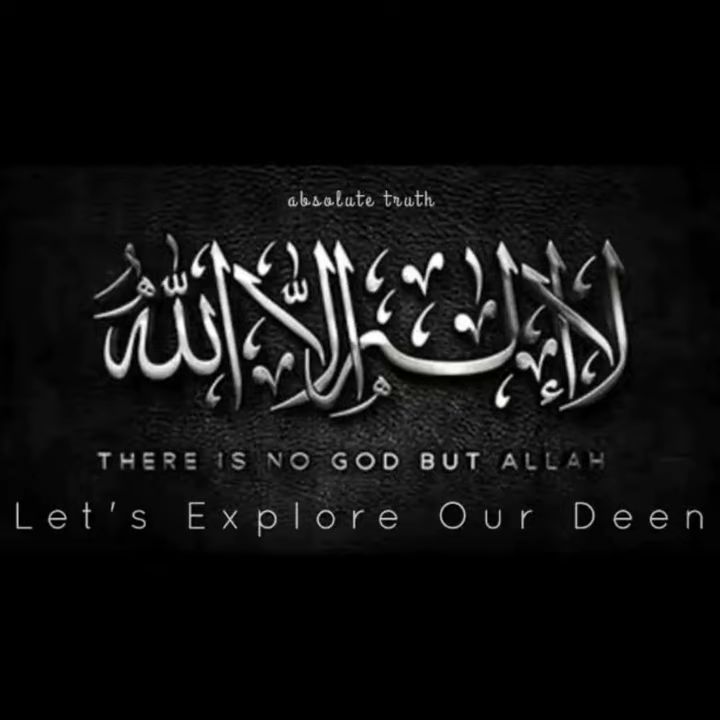 absolute truth
لا إله إلا الله
THERE IS NO GOD BUT ALLAH
Let's Explore Our Deen